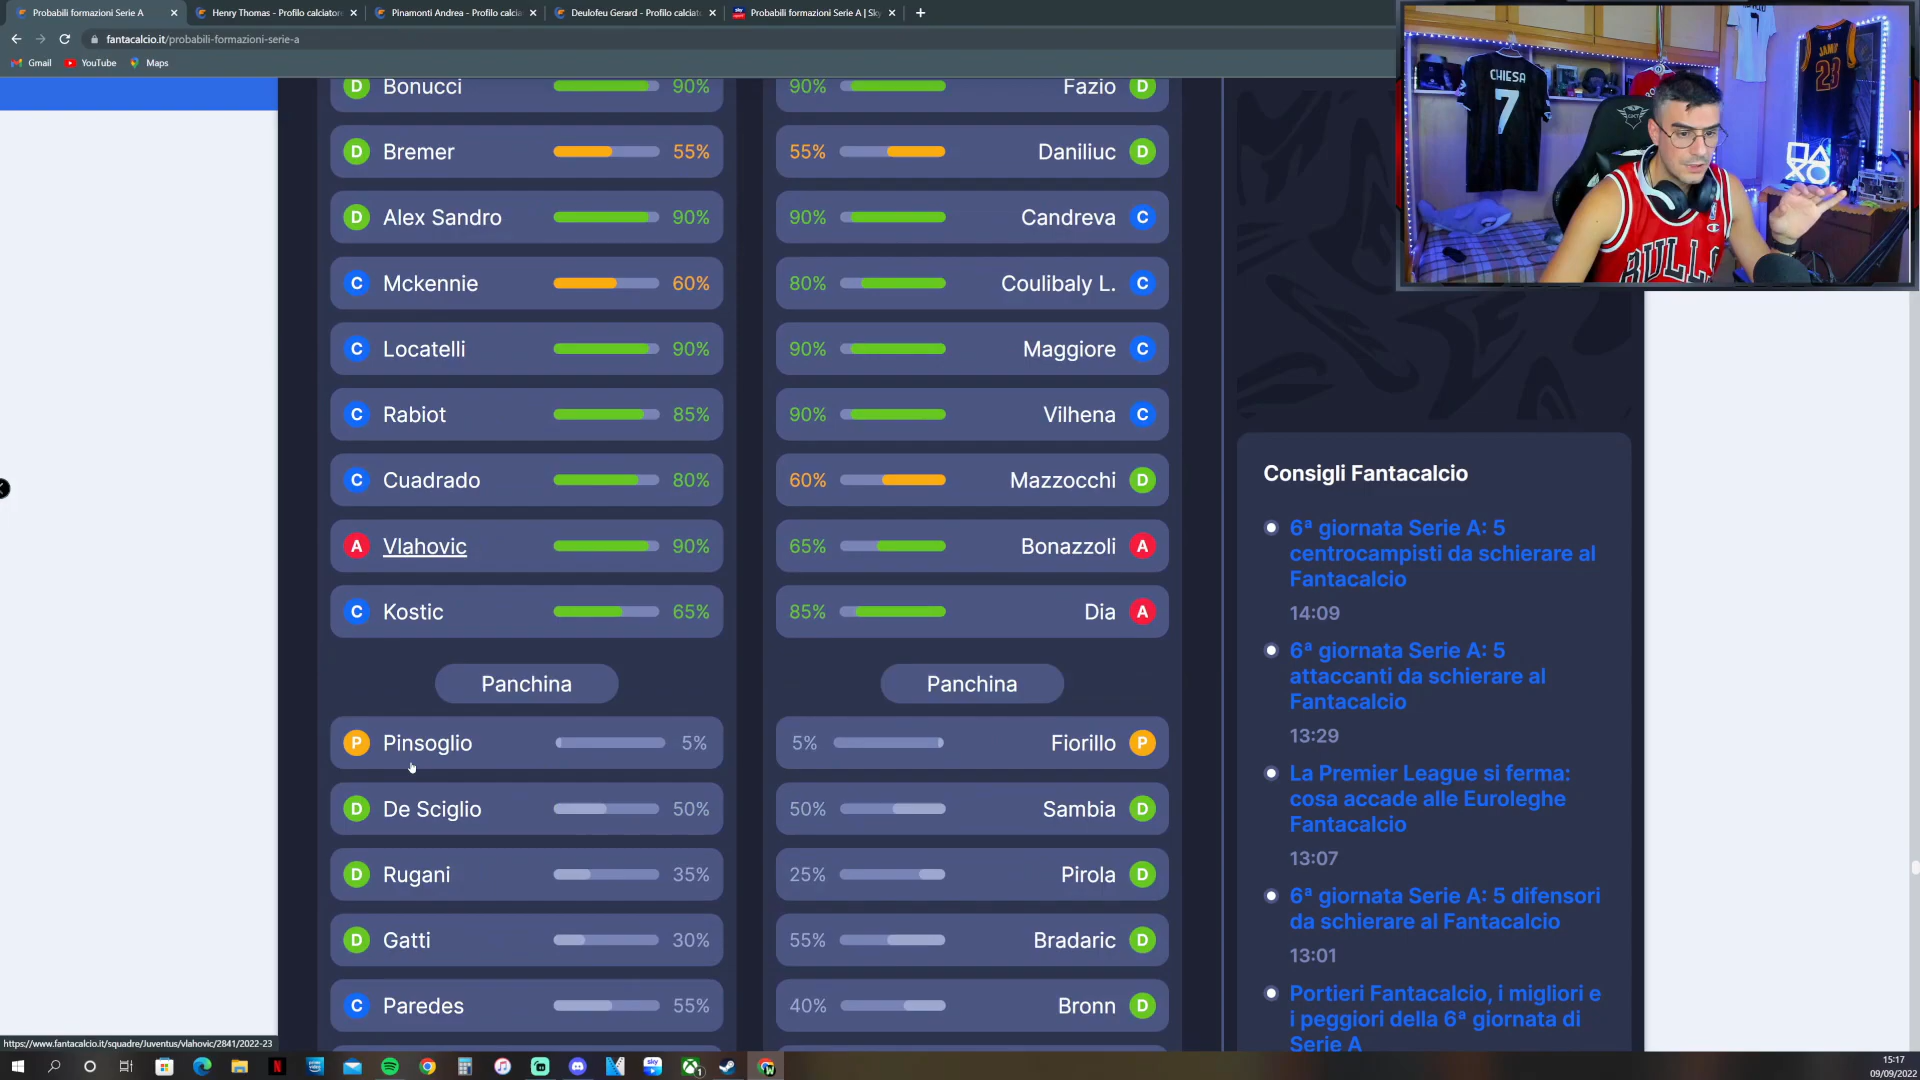 Probabili formazioni Serie A
Henry Thomas - Profilo calciatore
Pinamonti Andrea - Profilo calcia
Deulofeu Gerard - Profilo calciat
Probabili formazioni Serie A | Sk
fantacalcio.it/probabili-formazioni-serie-a
Gmail
YouTube
Maps
D Bonucci 90%
90% Fazio D
D Bremer 55%
55% Daniliuc D
D Alex Sandro 90%
90% Candreva C
C Mckennie 60%
80% Coulibaly L. C
C Locatelli 90%
90% Maggiore C
C Rabiot 85%
90% Vilhena C
C Cuadrado 80%
60% Mazzocchi D
A Vlahovic 90%
65% Bonazzoli A
C Kostic 65%
85% Dia A
Panchina
Panchina
P Pinsoglio 5%
5% Fiorillo P
D De Sciglio 50%
50% Sambia D
D Rugani 35%
25% Pirola D
D Gatti 30%
55% Bradaric D
C Paredes 55%
40% Bronn D
Consigli Fantacalcio
6ª giornata Serie A: 5
centrocampisti da schierare al
Fantacalcio
14:09
6ª giornata Serie A: 5
attaccanti da schierare al
Fantacalcio
13:29
La Premier League si ferma:
cosa accade alle Euroleghe
Fantacalcio
13:07
6ª giornata Serie A: 5 difensori
da schierare al Fantacalcio
13:01
Portieri Fantacalcio, i migliori e
i peggiori della 6ª giornata di
Serie A
CHIESA
7
23
BULLS
https://www.fantacalcio.it/squadre/Juventus/vlahovic/2841/2022-23
15:17
09/09/2022